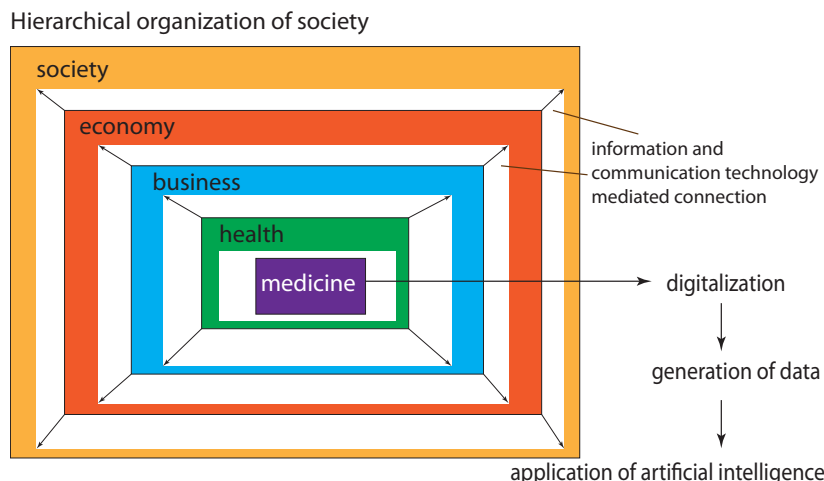 Hierarchical organization of society
society
economy
business
health
medicine
information and
communication technology
mediated connection
digitalization
generation of data
application of artificial intelligence